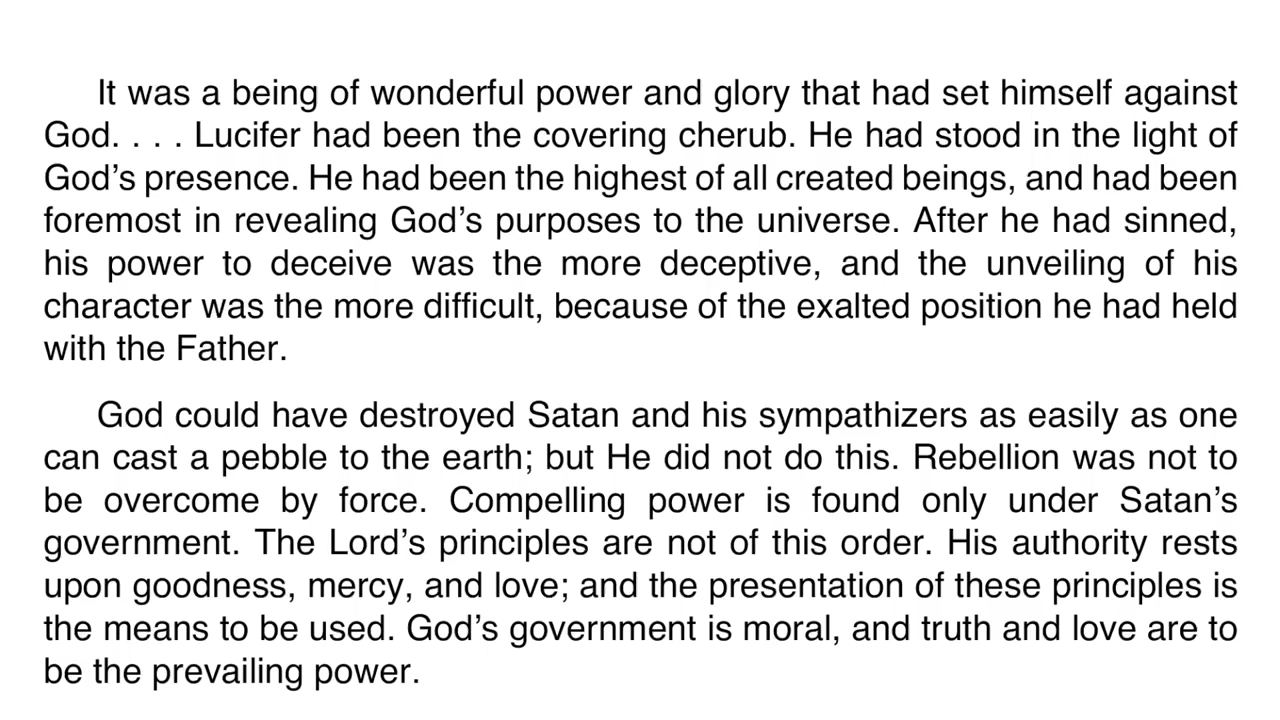 It was a being of wonderful power and glory that had set himself against
God. . . . Lucifer had been the covering cherub. He had stood in the light of
God’s presence. He had been the highest of all created beings, and had been
foremost in revealing God’s purposes to the universe. After he had sinned,
his power to deceive was the more deceptive, and the unveiling of his
character was the more difficult, because of the exalted position he had held
with the Father.
God could have destroyed Satan and his sympathizers as easily as one
can cast a pebble to the earth; but He did not do this. Rebellion was not to
be overcome by force. Compelling power is found only under Satan’s
government. The Lord’s principles are not of this order. His authority rests
upon goodness, mercy, and love; and the presentation of these principles is
the means to be used. God’s government is moral, and truth and love are to
be the prevailing power.